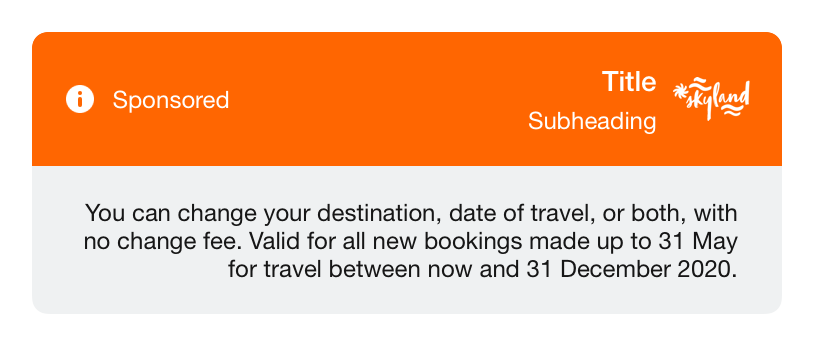 Sponsored
Title
Subheading
skyland
You can change your destination, date of travel, or both, with
no change fee. Valid for all new bookings made up to 31 May
for travel between now and 31 December 2020.